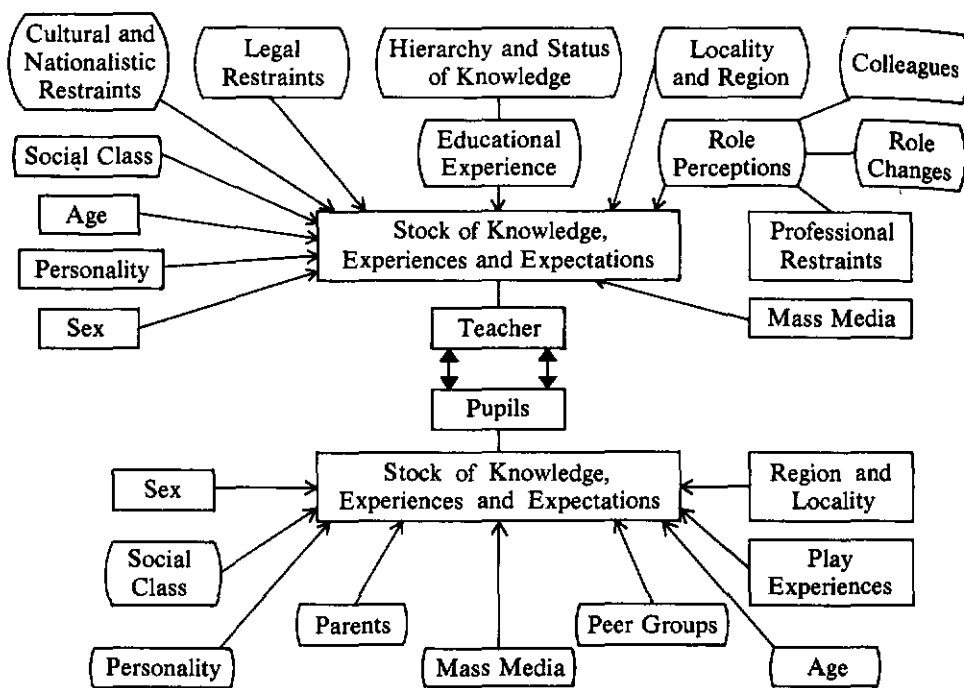 Cultural and
Nationalistic
Restraints
Legal
Restraints
Hierarchy and Status
of Knowledge
Locality
and Region
Colleagues
Social Class
Educational
Experience
Role
Perceptions
Role
Changes
Age
Stock of Knowledge,
Experiences and Expectations
Professional
Restraints
Personality
Sex
Teacher
Mass Media
Pupils
Sex
Stock of Knowledge,
Experiences and Expectations
Region and
Locality
Social
Class
Play
Experiences
Parents
Peer Groups
Personality
Mass Media
Age